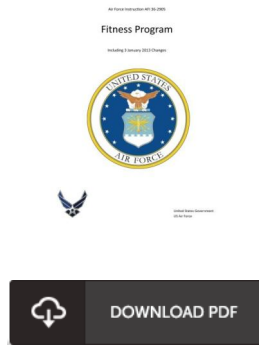 Air Force Instruction AFI 36-2905
Fitness Program
Including 3 January 2013 Changes
UNITED STATES
AIR FORCE
United States Government
US Air Force
DOWNLOAD PDF